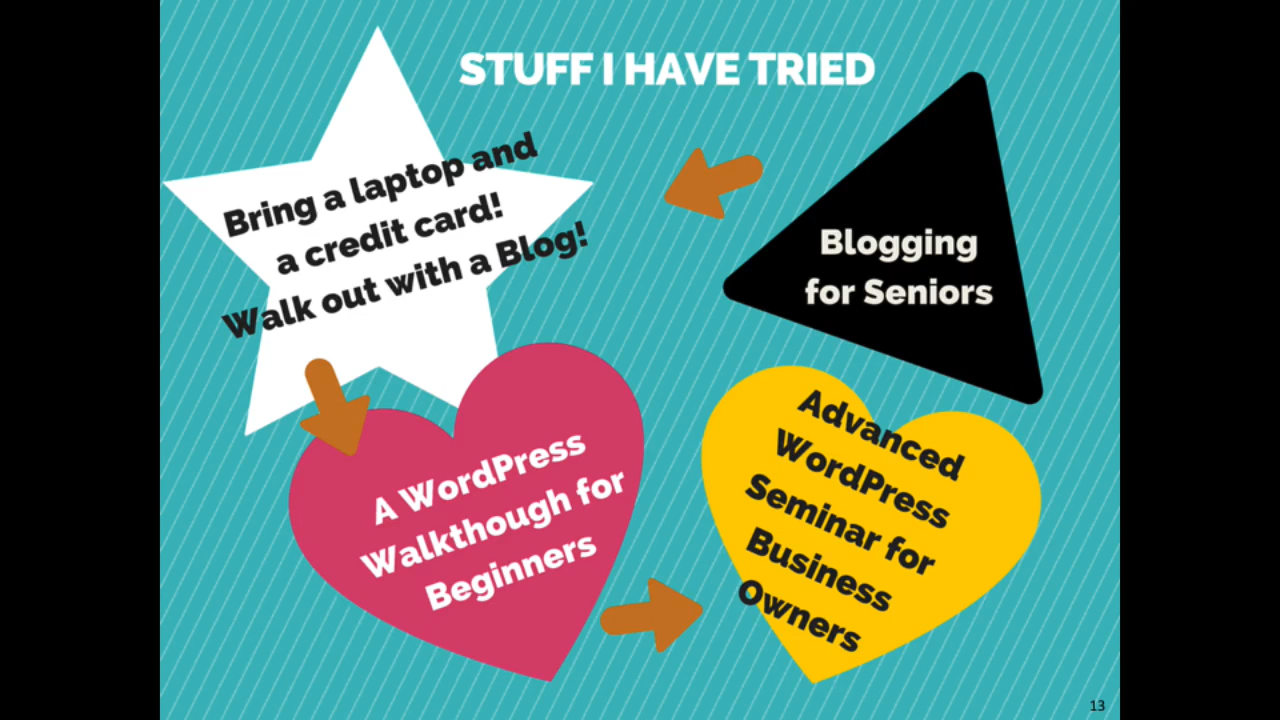 STUFF I HAVE TRIED
Bring a laptop and
a credit card!
Walk out with a Blog!
Blogging
for Seniors
A WordPress
Walkthough for
Beginners
Advanced
WordPress
Seminar for
Business
Owners
13